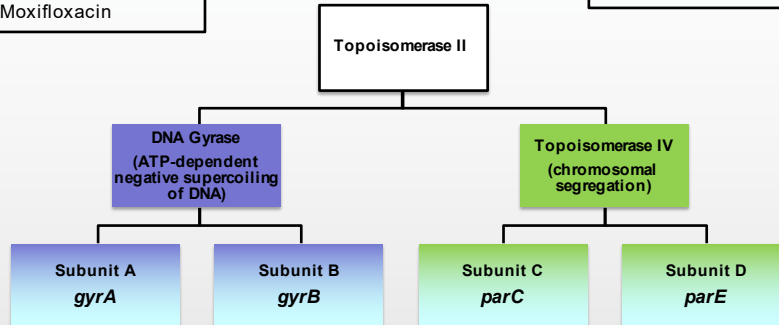 Moxifloxacin
Topoisomerase II
DNA Gyrase
(ATP-dependent
negative supercoiling
of DNA)
Topoisomerase IV
(chromosomal
segregation)
Subunit A
gyrA
Subunit B
gyrB
Subunit C
parC
Subunit D
parE